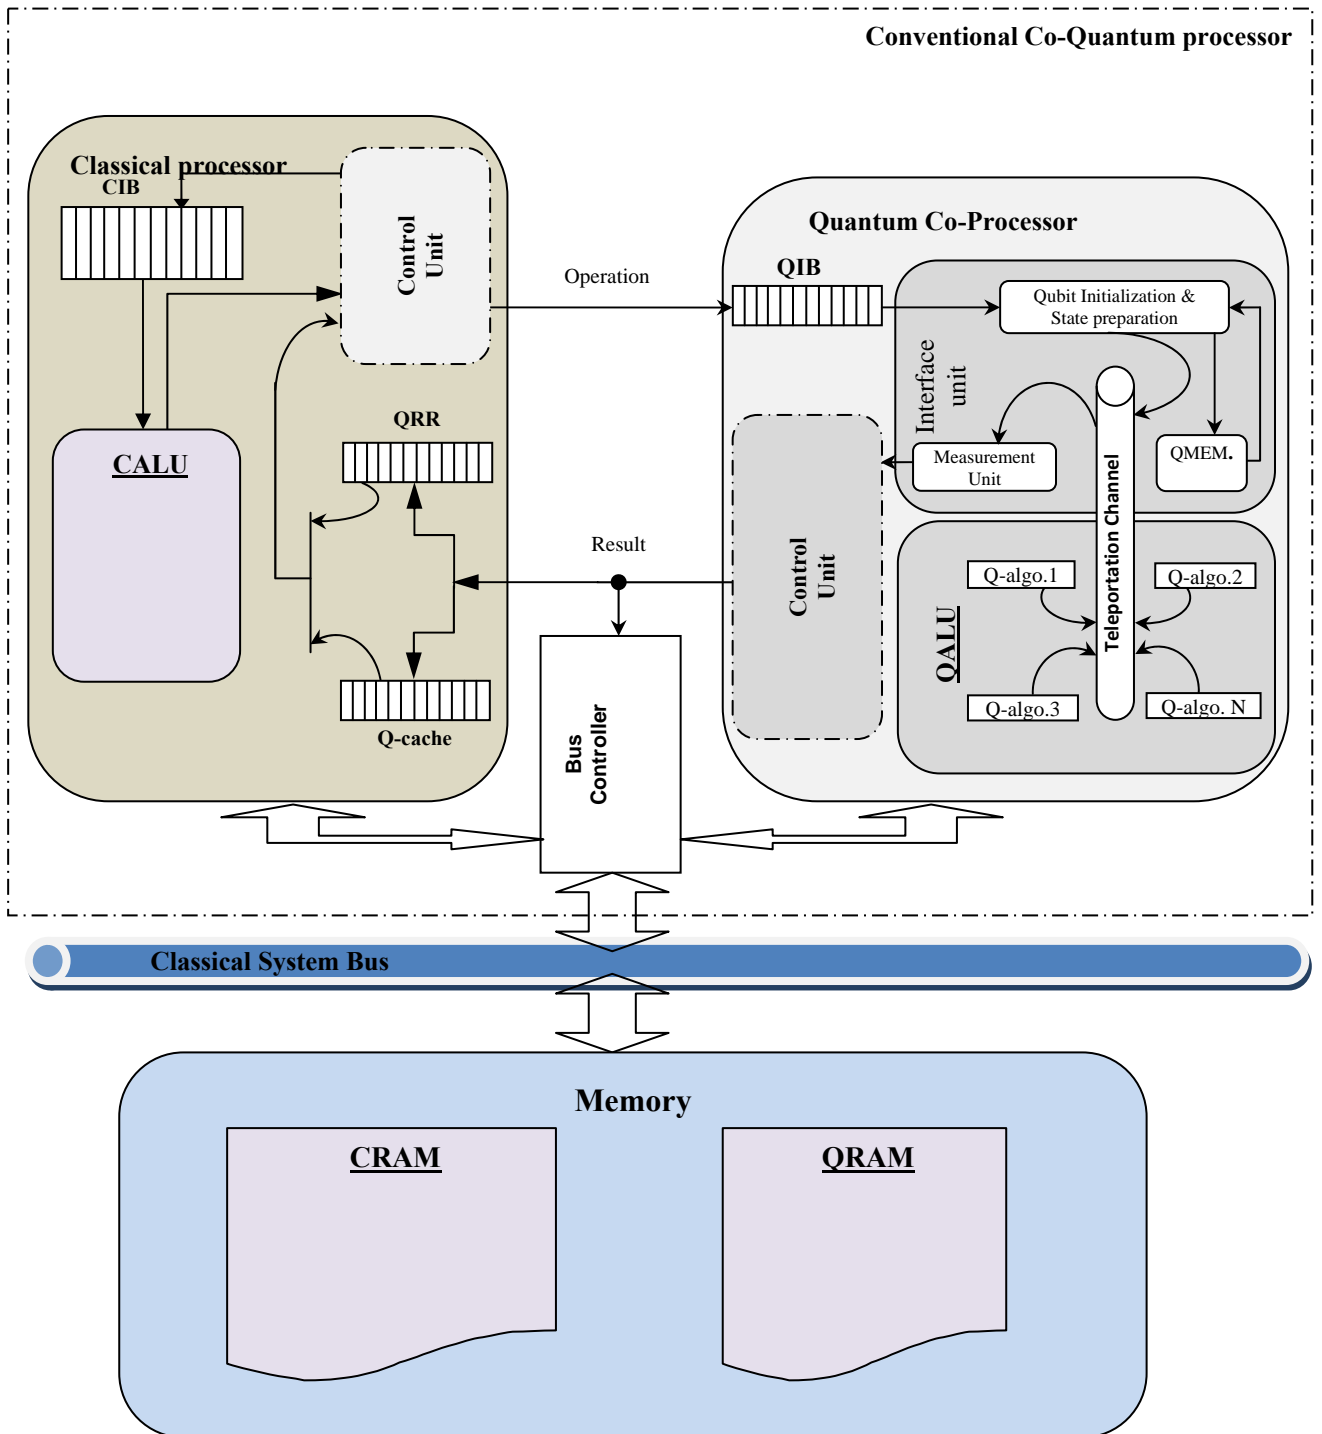 Conventional Co-Quantum processor
Classical processor
CIB
Control
Unit
CALU
QRR
Q-cache
Operation
Result
Bus
Controller
Quantum Co-Processor
QIB
Qubit Initialization &
State preparation
Interface
unit
Measurement
Unit
QMEM.
Teleportation Channel
Control
Unit
QALU
Q-algo.1
Q-algo.2
Q-algo.3
Q-algo. N
Classical System Bus
Memory
CRAM
QRAM